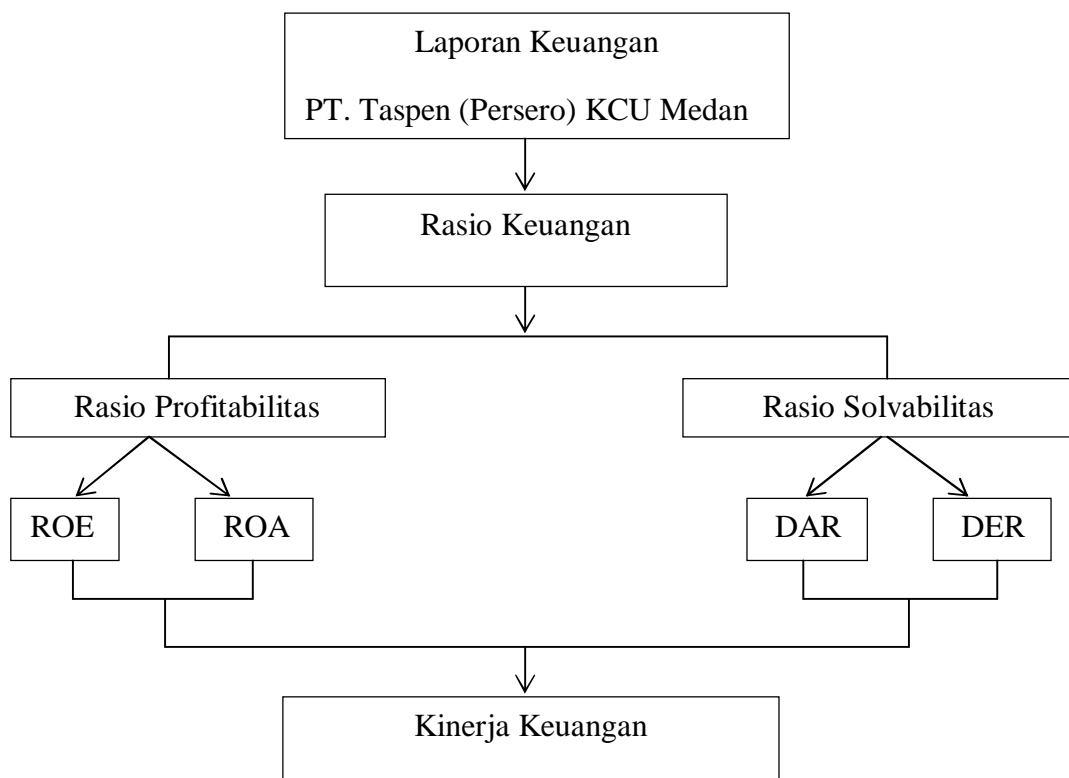 Laporan Keuangan
PT. Taspen (Persero) KCU Medan
Rasio Keuangan
Rasio Profitabilitas
Rasio Solvabilitas
ROE
ROA
DAR
DER
Kinerja Keuangan